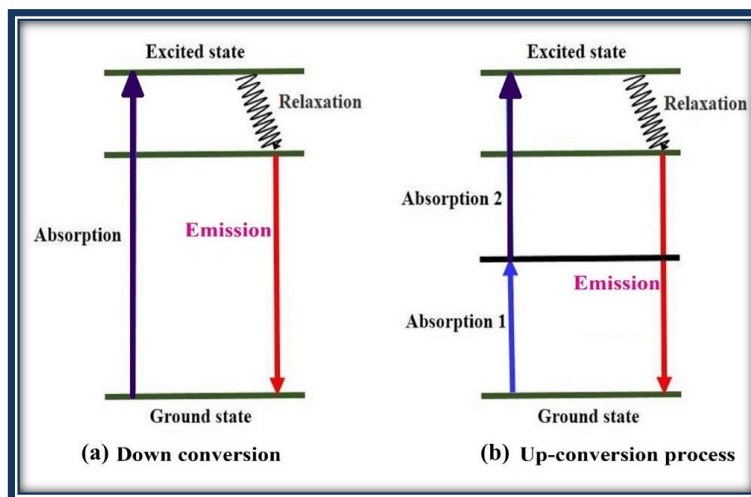 Excited state
Relaxation
Absorption
Emission
Ground state
(a) Down conversion
Excited state
Relaxation
Absorption 2
Emission
Absorption 1
Ground state
(b) Up-conversion process